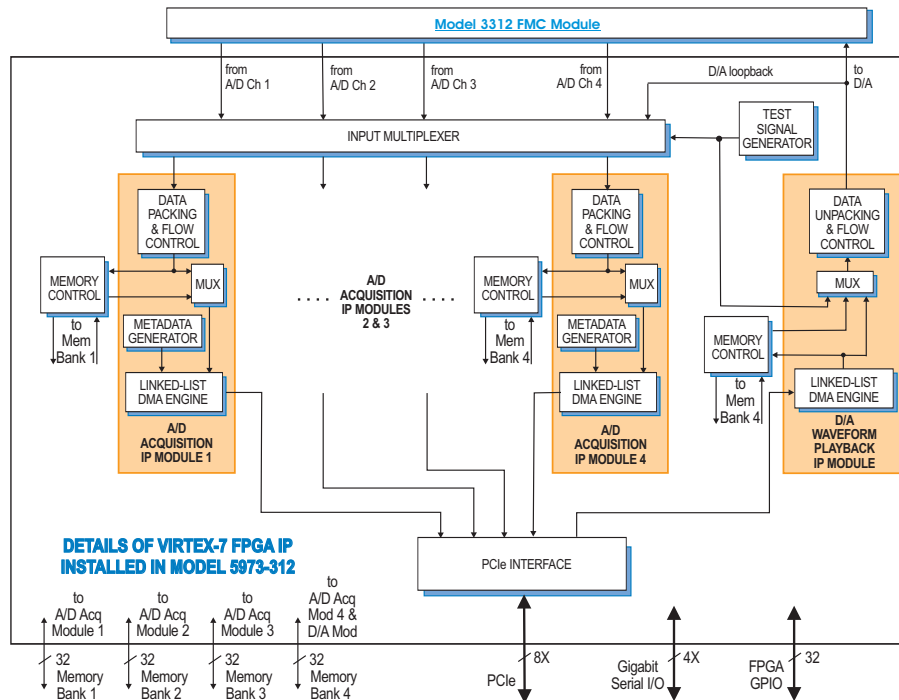 Model 3312 FMC Module
from
A/D Ch 1
from
A/D Ch 2
from
A/D Ch 3
from
A/D Ch 4
D/A loopback
to
D/A
INPUT MULTIPLEXER
TEST
SIGNAL
GENERATOR
DATA
PACKING
& FLOW
CONTROL
MEMORY
CONTROL
MUX
to
Mem
Bank 1
METADATA
GENERATOR
LINKED-LIST
DMA ENGINE
A/D
ACQUISITION
IP MODULE 1
. . . .
A/D
ACQUISITION
IP MODULES
2 & 3
. . . .
DATA
PACKING
& FLOW
CONTROL
MEMORY
CONTROL
MUX
to
Mem
Bank 4
METADATA
GENERATOR
LINKED-LIST
DMA ENGINE
A/D
ACQUISITION
IP MODULE 4
DATA
UNPACKING
& FLOW
CONTROL
MUX
MEMORY
CONTROL
to
Mem
Bank 4
LINKED-LIST
DMA ENGINE
D/A
WAVEFORM
PLAYBACK
IP MODULE
DETAILS OF VIRTEX-7 FPGA IP
INSTALLED IN MODEL 5973-312
PCIe INTERFACE
to
A/D Acq
Module 1
to
A/D Acq
Module 2
to
A/D Acq
Module 3
to
A/D Acq
Mod 4 &
D/A Mod
32
Memory
Bank 1
32
Memory
Bank 2
32
Memory
Bank 3
32
Memory
Bank 4
8X
PCIe
4X
Gigabit
Serial I/O
32
FPGA
GPIO